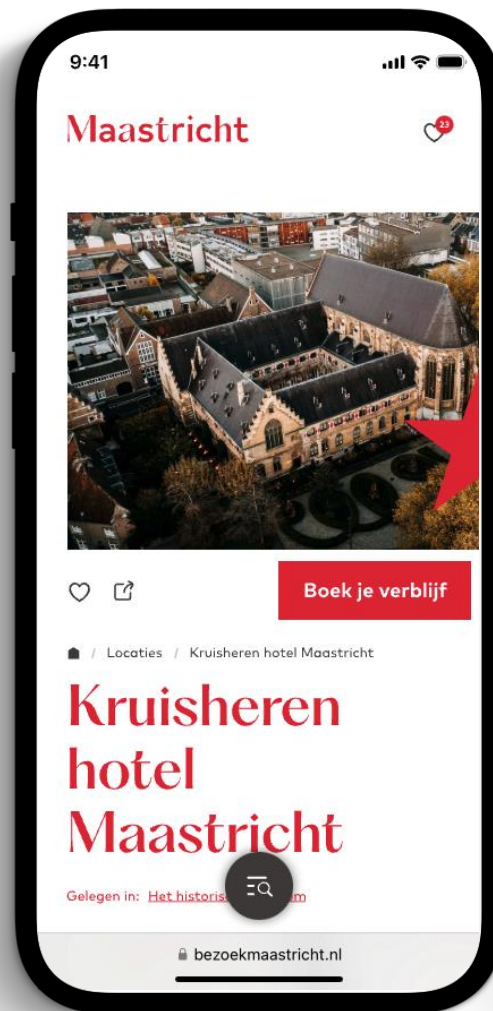 9:41
Maastricht
23
Boek je verblijf
/ Locaties / Kruisheren hotel Maastricht
Kruisheren
hotel
Maastricht
Gelegen in: Het
bezoekmaastricht.nl